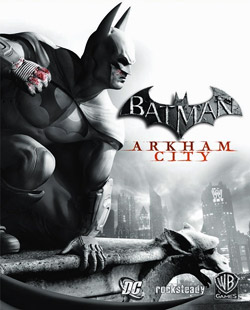 BATMAN
ARKHAM
CITY
DC rocksteady WB
GAMES